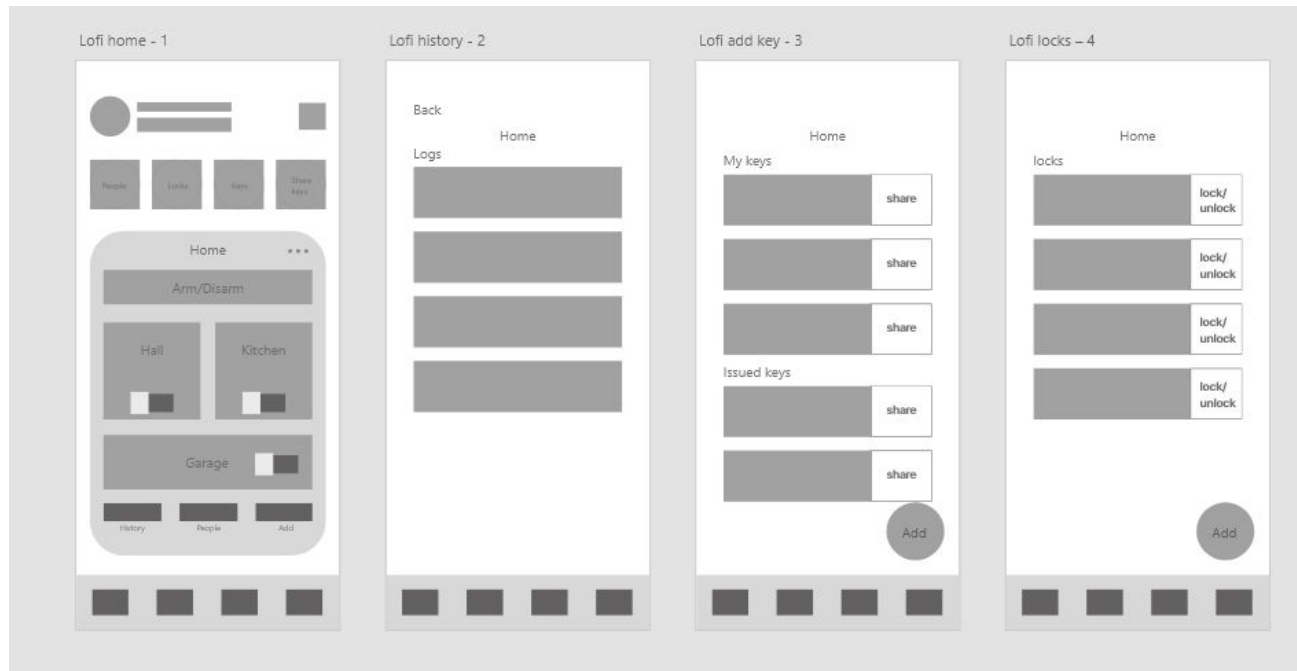 Lofi home - 1
Lofi history - 2
Lofi add key - 3
Lofi locks – 4
People
Locks
Keys
Share
keys
Home
Arm/Disarm
Hall
Kitchen
Garage
History
People
Add
Back
Home
Logs
Home
My keys
share
share
share
Issued keys
share
share
Add
Home
locks
lock/
unlock
lock/
unlock
lock/
unlock
lock/
unlock
Add